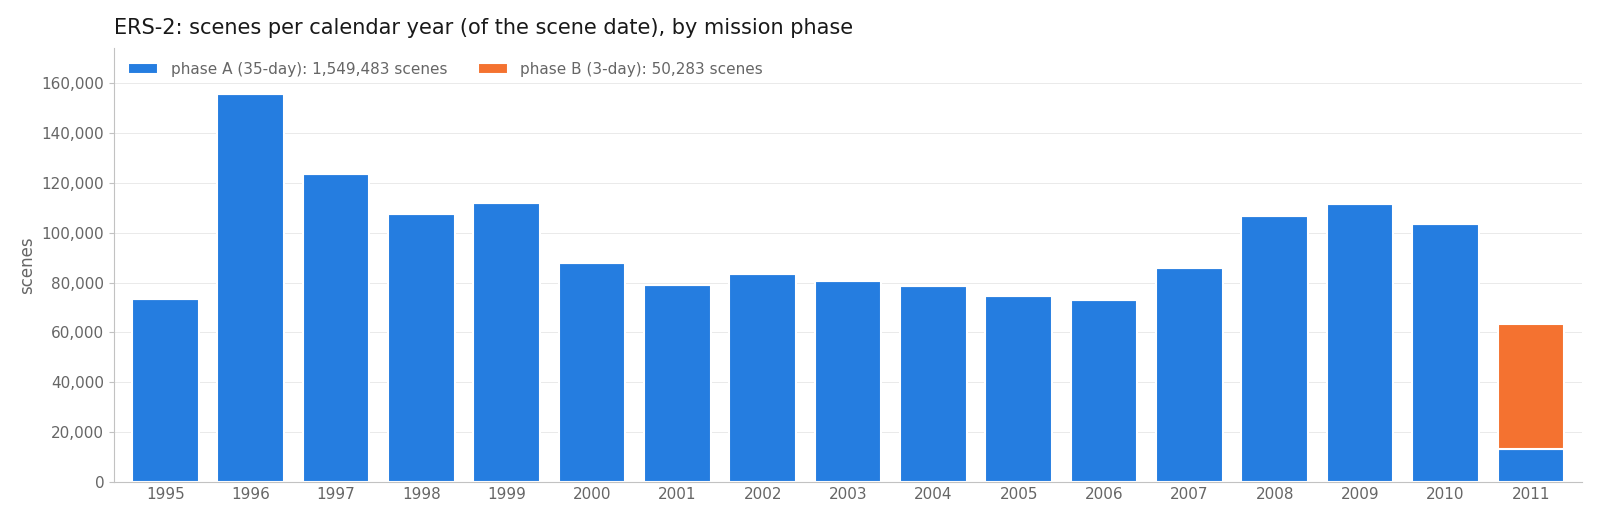 ERS-2: scenes per calendar year (of the scene date), by mission phase
phase A (35-day): 1,549,483 scenes
phase B (3-day): 50,283 scenes
160,000
140,000
120,000
100,000
80,000
60,000
40,000
20,000
0
scenes
1995 1996 1997 1998 1999 2000 2001 2002 2003 2004 2005 2006 2007 2008 2009 2010 2011